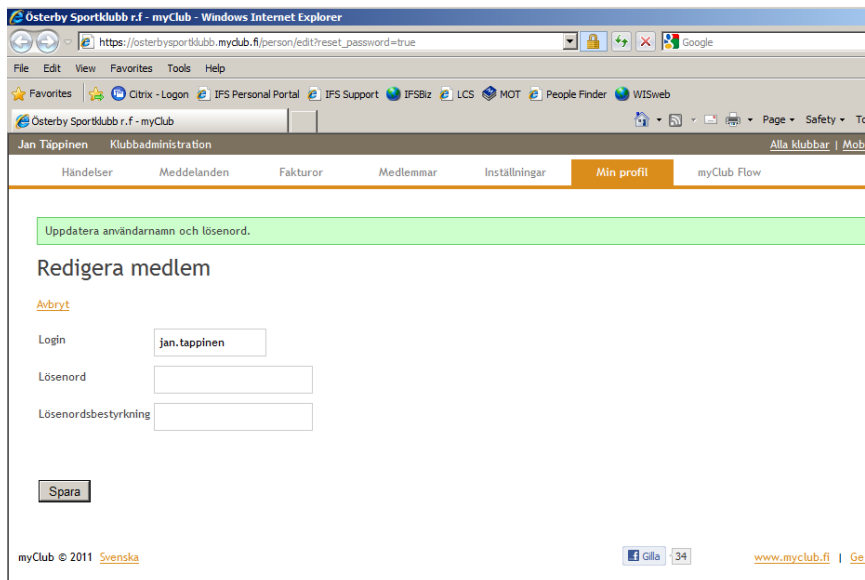 Österby Sportklubb r.f - myClub - Windows Internet Explorer
https://osterbysportklubb.myclub.fi/person/edit?reset_password=true Google
File Edit View Favorites Tools Help
Favorites Citrix - Logon IFS Personal Portal IFS Support IFSBiz LCS MOT People Finder WISweb
Österby Sportklubb r.f - myClub Page Safety To
Jan Täppinen Klubbadministration Alla klubbar | Mob
Händelser Meddelanden Fakturor Medlemmar Inställningar Min profil myClub Flow
Uppdatera användarnamn och lösenord.
Redigera medlem
Avbryt
Login jan.tappinen
Lösenord
Lösenordsbestyrkning
Spara
myClub © 2011 Svenska Gilla 34 www.myclub.fi | Ge